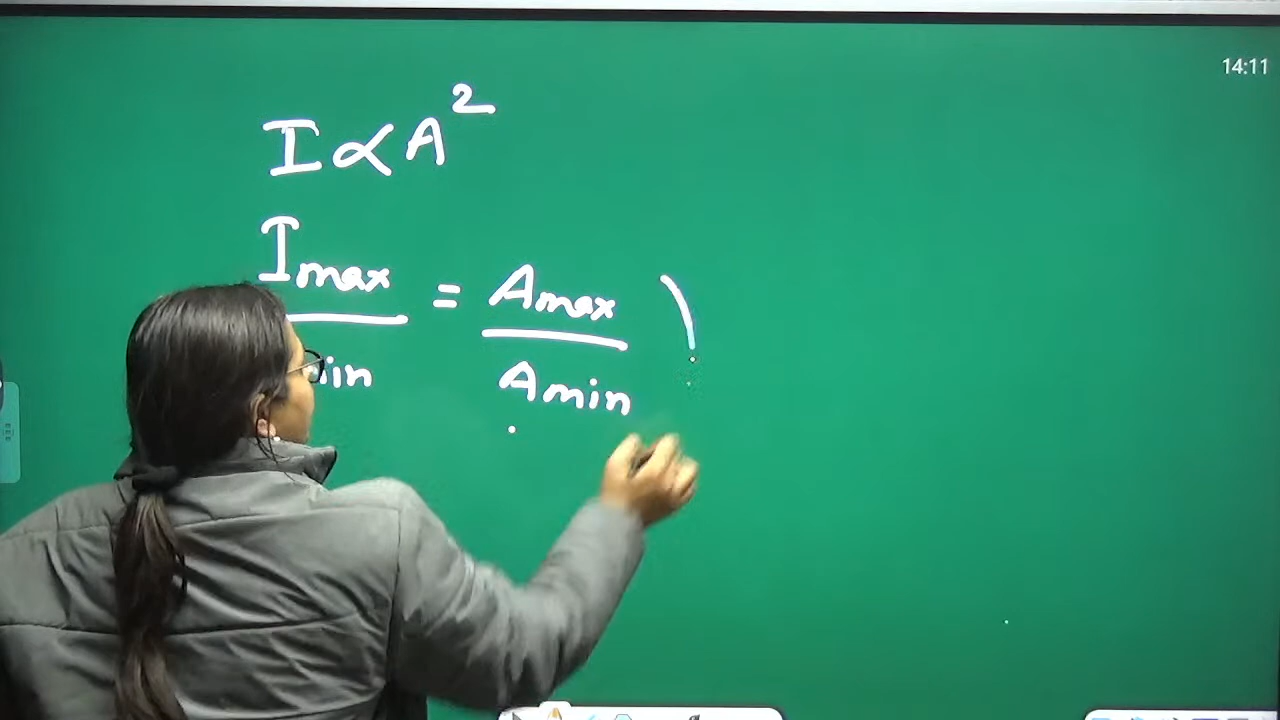 14:11
I ∝ A²
Imax = Amax )
in Amin